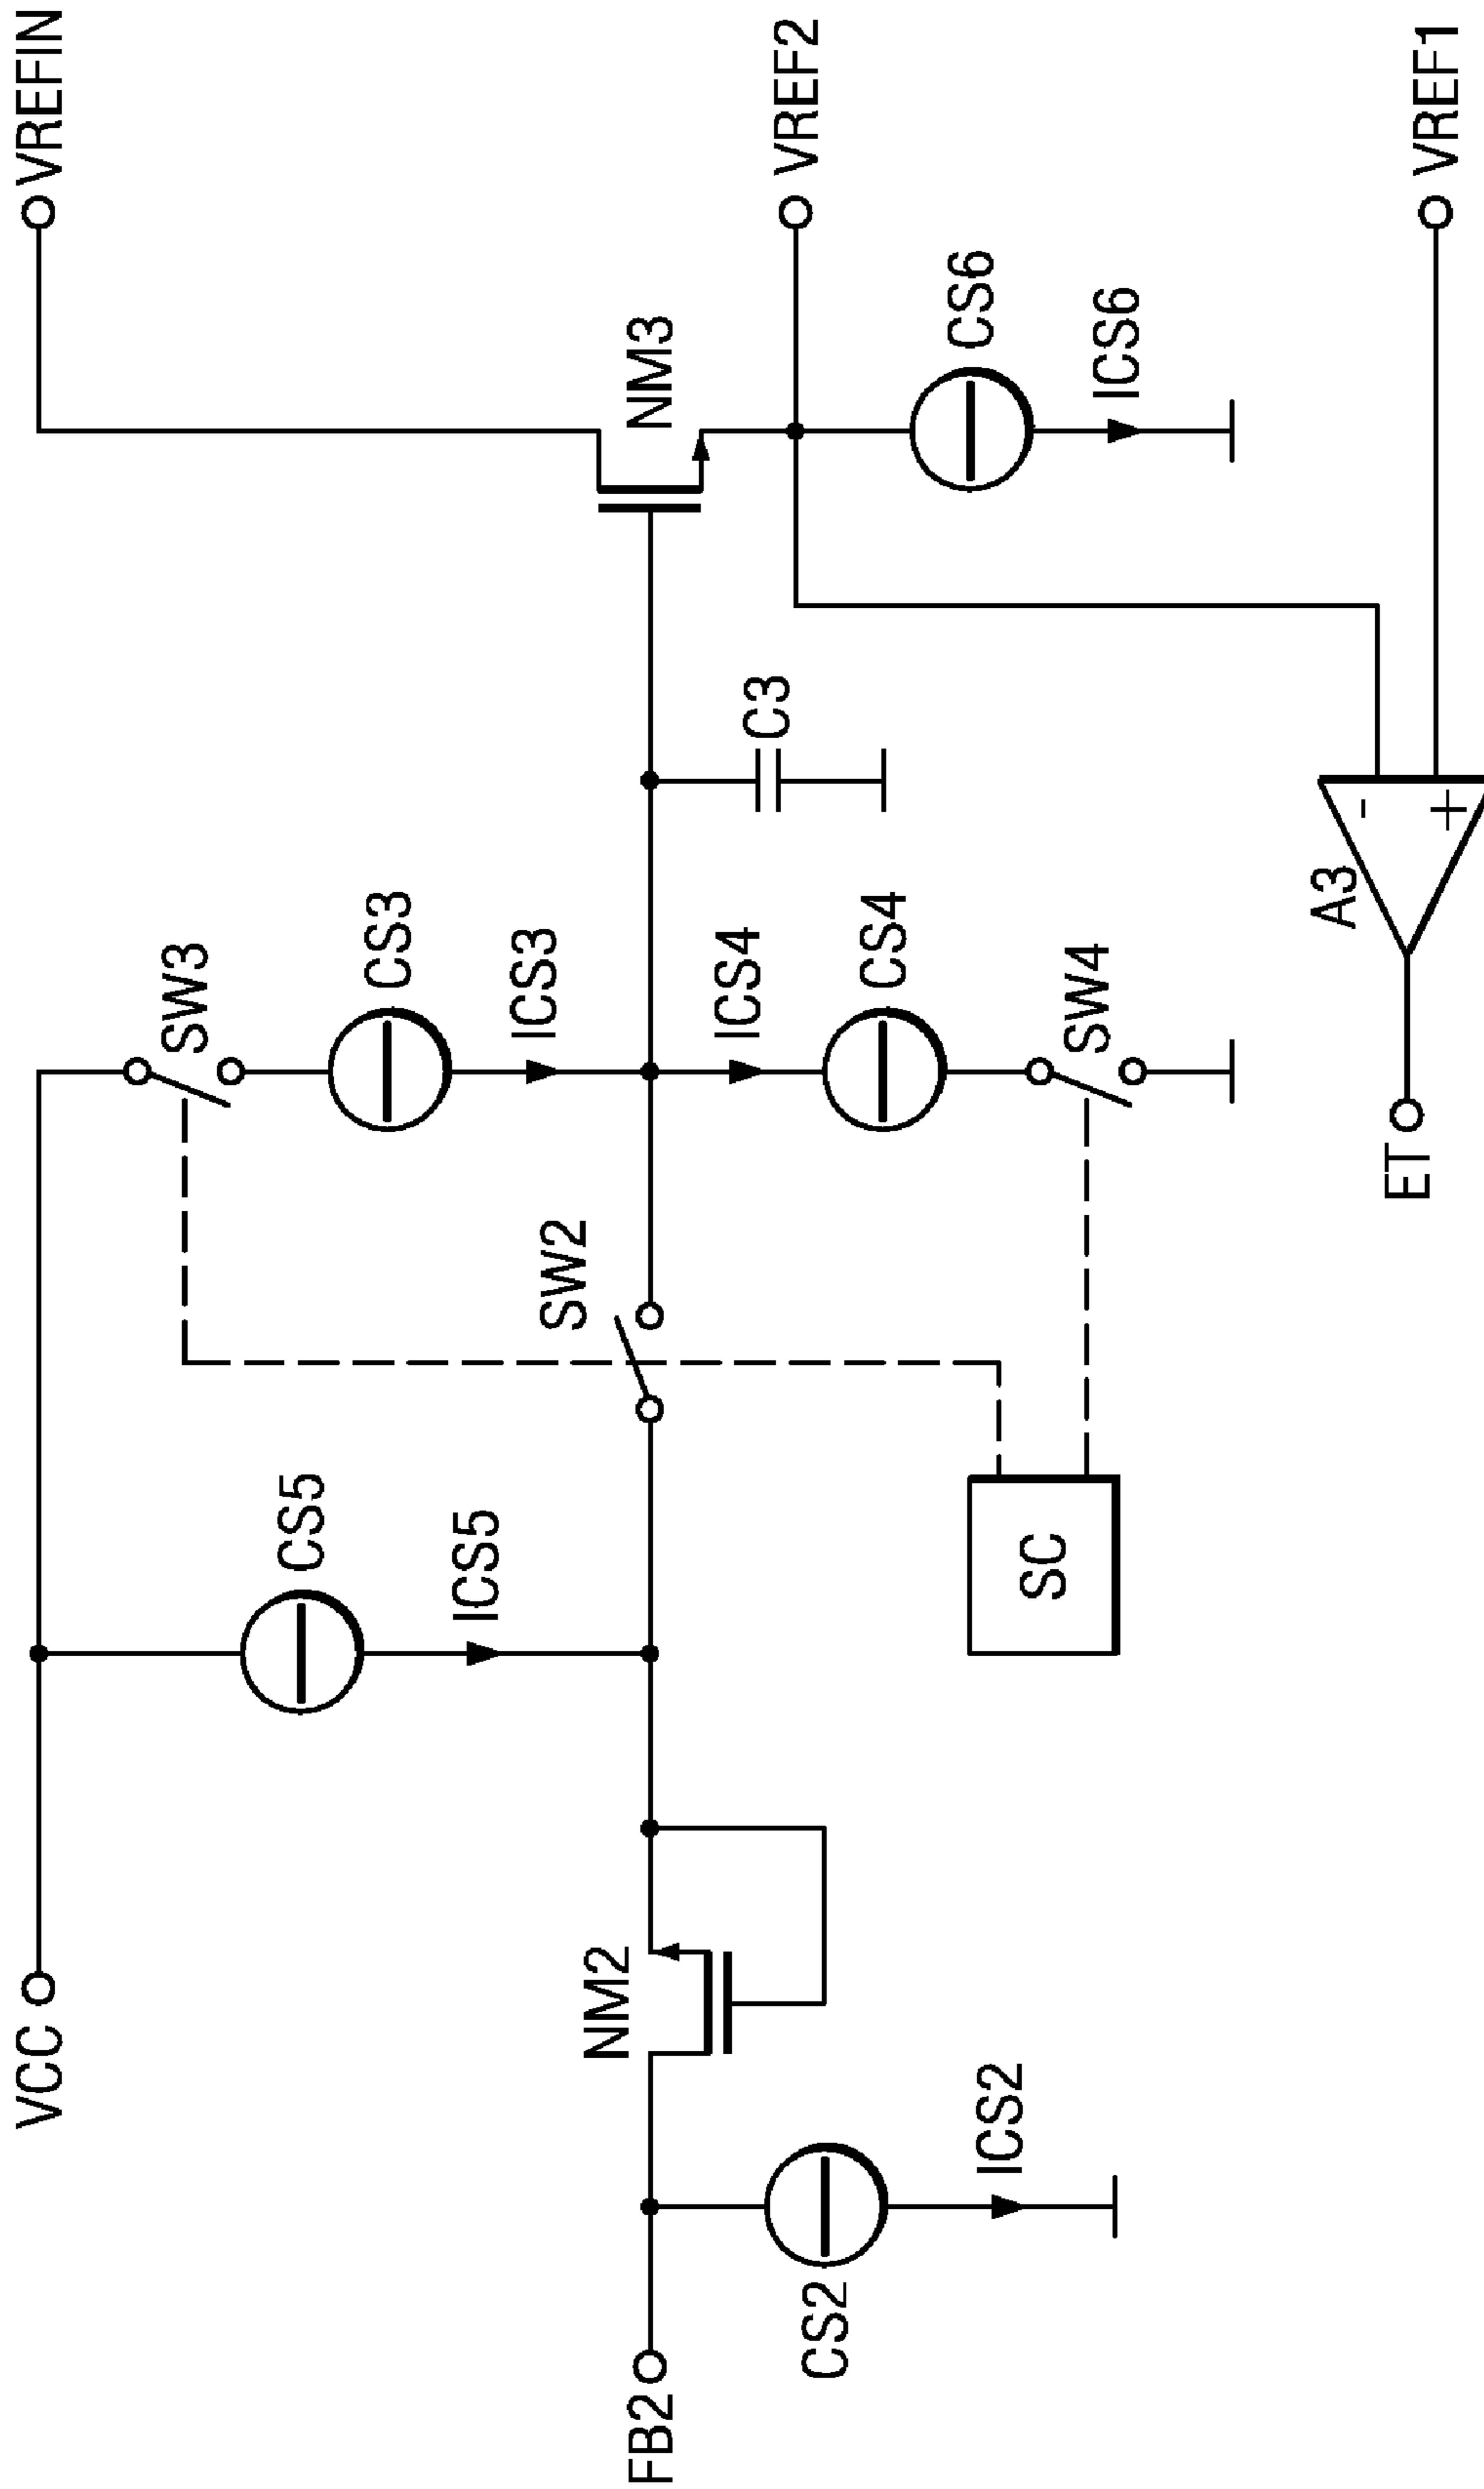 VCC
VREFIN
CS5
ICS5
SW3
CS3
ICS3
SW2
NM2
NM3
FB2
CS2
ICS2
ICS4
CS4
SW4
C3
VREF2
CS6
ICS6
SC
A3
-
+
ET
VREF1